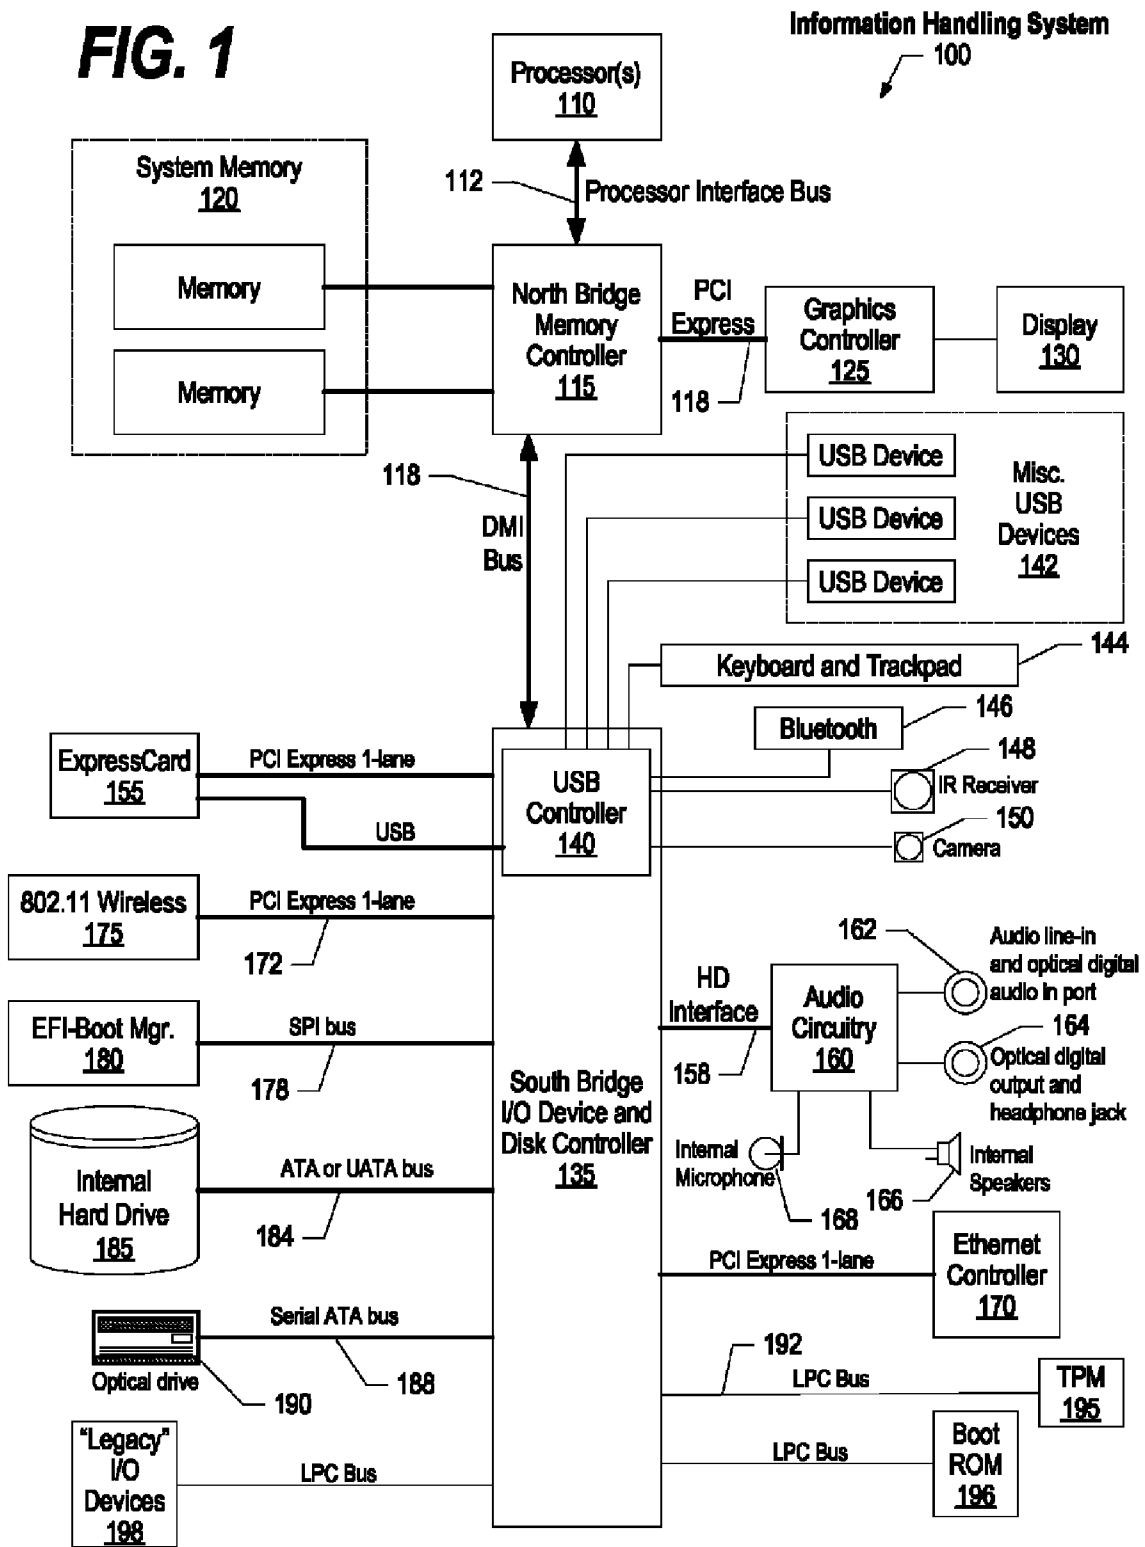 FIG. 1
Information Handling System
100
Processor(s)
110
112
Processor Interface Bus
System Memory
120
Memory
Memory
North Bridge
Memory
Controller
115
PCI
Express
118
Graphics
Controller
125
Display
130
118
DMI
Bus
USB Device
USB Device
USB Device
Misc.
USB
Devices
142
Keyboard and Trackpad
144
Bluetooth
146
148
IR Receiver
150
Camera
USB
Controller
140
ExpressCard
155
PCI Express 1-lane
USB
802.11 Wireless
175
PCI Express 1-lane
172
EFI-Boot Mgr.
180
SPI bus
178
Internal
Hard Drive
185
ATA or UATA bus
184
Optical drive
190
Serial ATA bus
188
"Legacy"
I/O
Devices
198
LPC Bus
South Bridge
I/O Device and
Disk Controller
135
HD
Interface
158
Audio
Circuitry
160
162
Audio line-in
and optical digital
audio in port
164
Optical digital
output and
headphone jack
Internal
Microphone
168
166
Internal
Speakers
PCI Express 1-lane
Ethernet
Controller
170
192
LPC Bus
TPM
195
LPC Bus
Boot
ROM
196